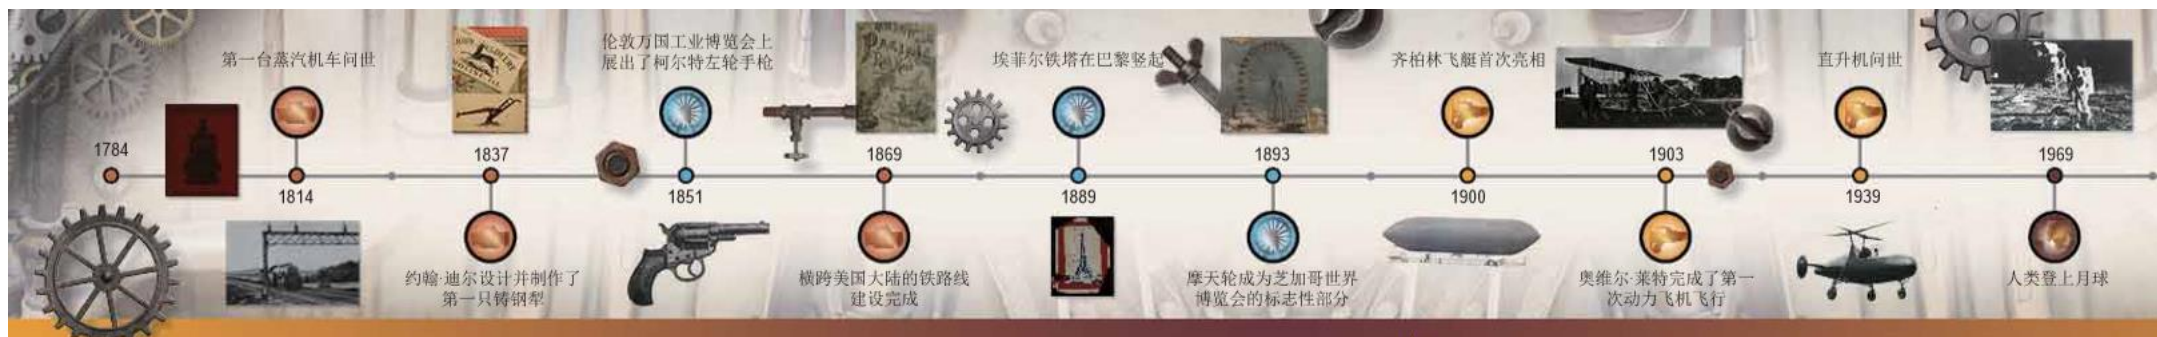 1784
第一台蒸汽机车问世
1814
1837
约翰·迪尔设计并制作了
第一只铸钢犁
伦敦万国工业博览会上
展出了柯尔特左轮手枪
1851
1869
横跨美国大陆的铁路线
建设完成
埃菲尔铁塔在巴黎竖起
1889
1893
摩天轮成为芝加哥世界
博览会的标志性部分
齐柏林飞艇首次亮相
1900
1903
奥维尔·莱特完成了第一
次动力飞机飞行
直升机问世
1939
1969
人类登上月球